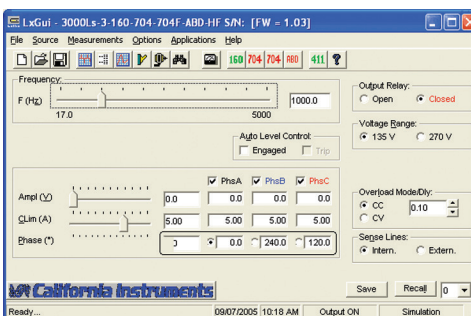 LxGui - 3000Ls-3-160-704-704F-ABD-HF S/N: [FW = 1.03]
File Source Measurements Options Applications Help
160 704 704 ABD 411 ?
Frequency:
F (Hz)
17.0 5000
1000.0
Output Relay:
Open Closed
Voltage Range:
135 V 270 V
Auto Level Control:
Engaged Trip
PhsA PhsB PhsC
Ampl (V) 0.0 0.0 0.0 0.0
CLim (A) 5.00 5.00 5.00 5.00
Phase (°) 0.0 240.0 120.0
Overload Mode/Dly:
CC
CV
0.10
Sense Lines:
Intern. Extern.
California Instruments
Save Recall 0
Ready... 09/07/2005 10:18 AM Output ON Simulation